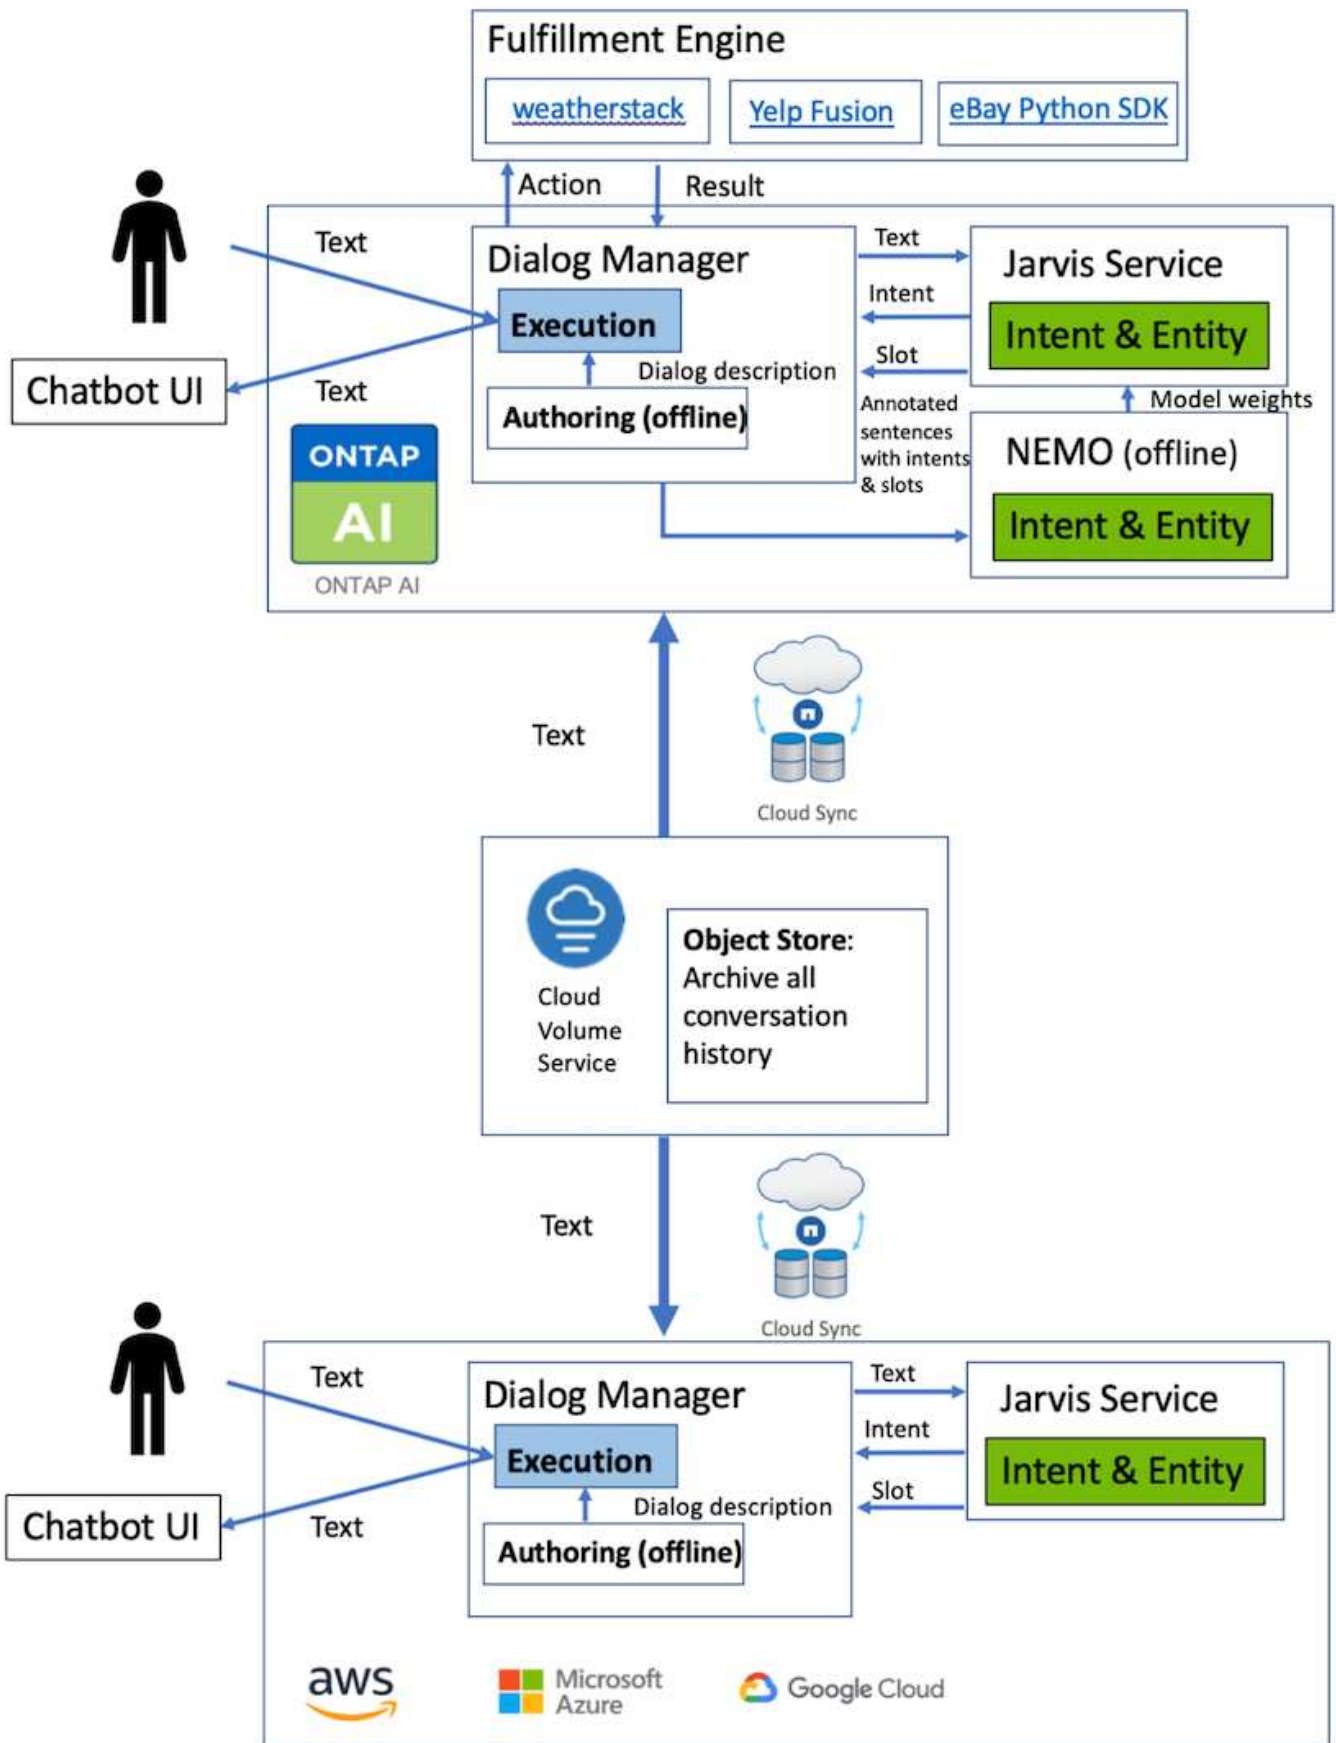 Fulfillment Engine
weatherstack
Yelp Fusion
eBay Python SDK
Action
Result
Text
Dialog Manager
Text
Jarvis Service
Execution
Intent
Intent & Entity
Slot
Dialog description
Chatbot UI
Text
Authoring (offline)
Annotated
sentences
with intents
& slots
Model weights
NEMO (offline)
Intent & Entity
ONTAP
AI
ONTAP AI
Text
Cloud Sync
Cloud
Volume
Service
Object Store:
Archive all
conversation
history
Text
Cloud Sync
Text
Dialog Manager
Text
Jarvis Service
Execution
Intent
Intent & Entity
Slot
Dialog description
Chatbot UI
Text
Authoring (offline)
aws
Microsoft
Azure
Google Cloud